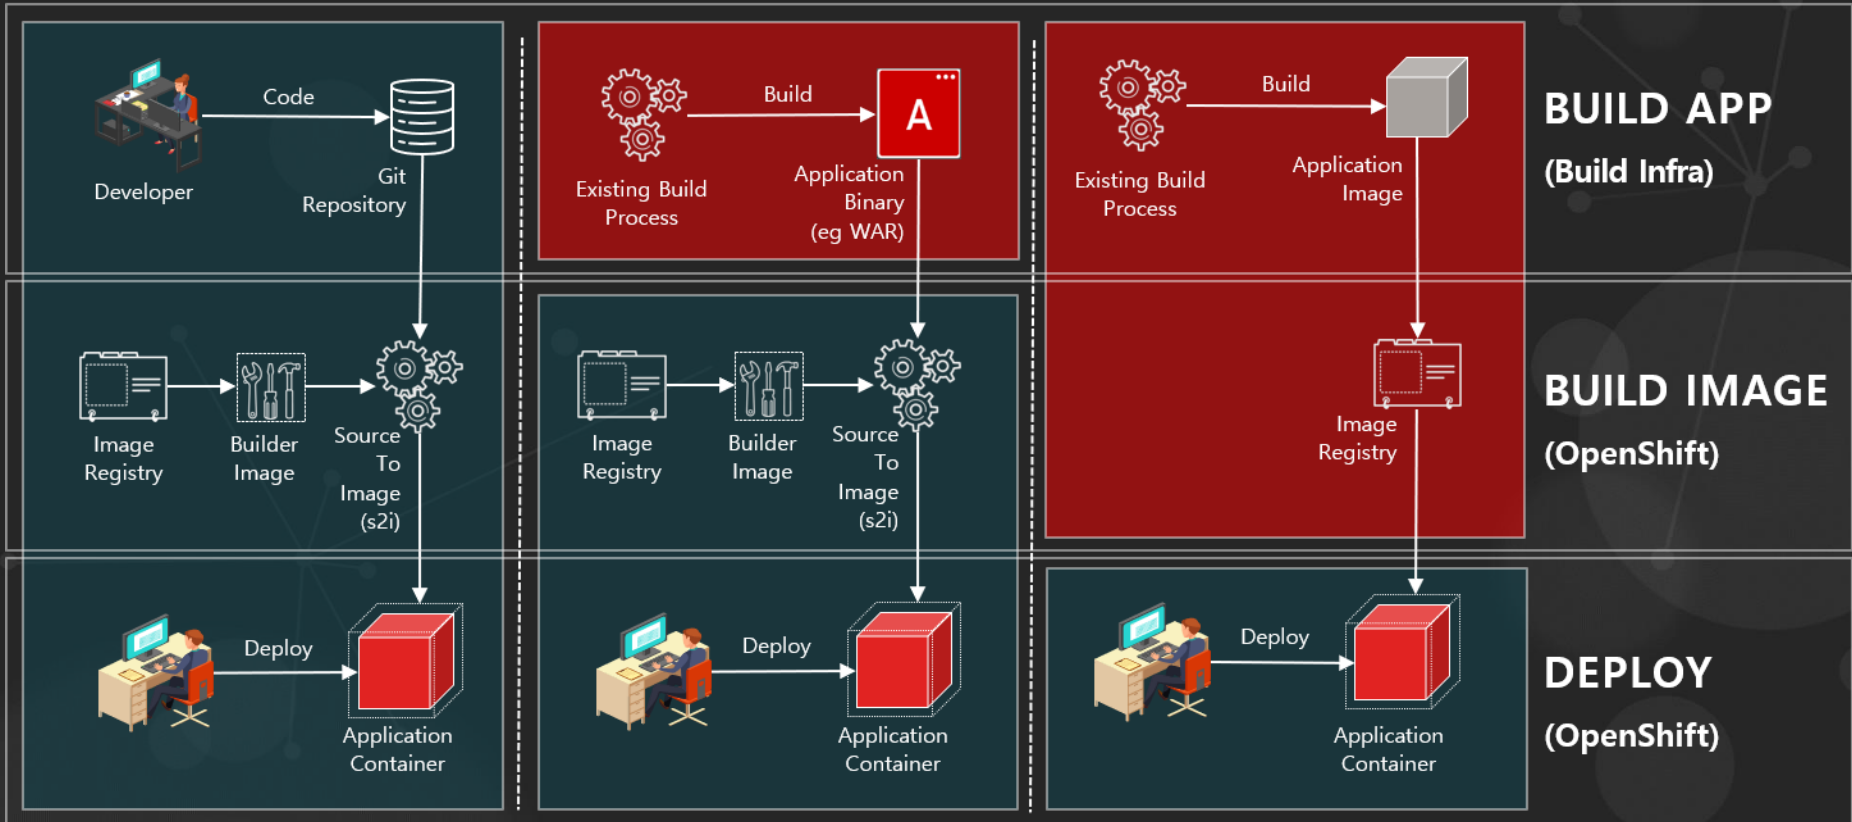 Code
Developer
Git
Repository
Build
A
Existing Build
Process
Application
Binary
(eg WAR)
Build
Existing Build
Process
Application
Image
BUILD APP
(Build Infra)
Image
Registry
Builder
Image
Source
To
Image
(s2i)
Image
Registry
Builder
Image
Source
To
Image
(s2i)
Image
Registry
BUILD IMAGE
(OpenShift)
Deploy
Application
Container
Deploy
Application
Container
Deploy
Application
Container
DEPLOY
(OpenShift)